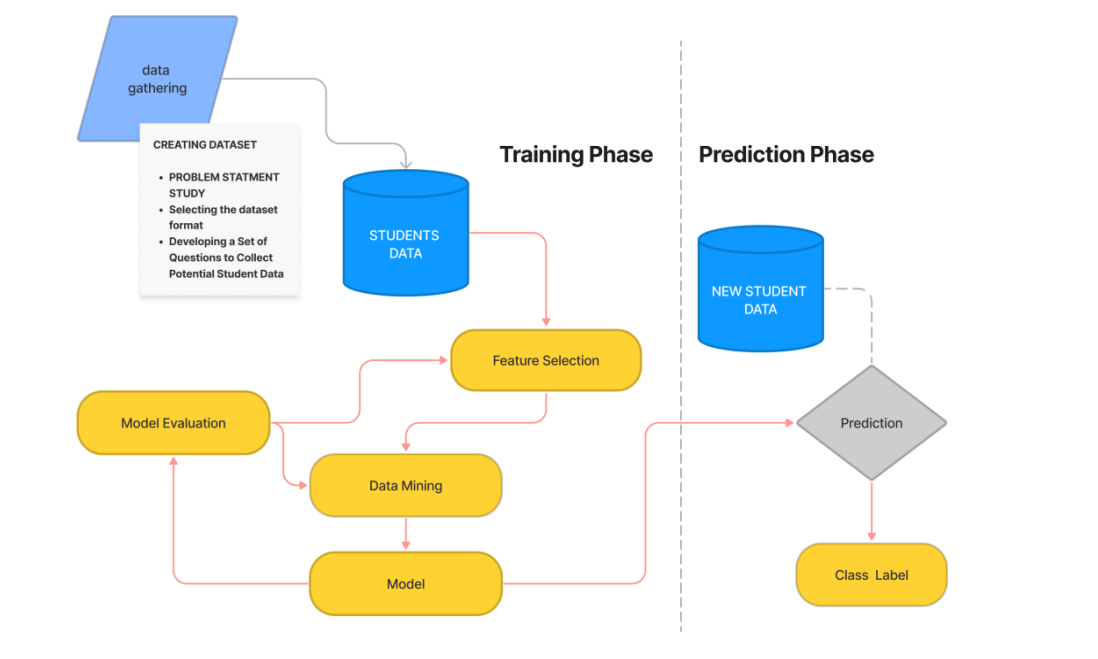 data
gathering
CREATING DATASET
• PROBLEM STATMENT
STUDY
• Selecting the dataset
format
• Developing a Set of
Questions to Collect
Potential Student Data
STUDENTS
DATA
Training Phase
Prediction Phase
NEW STUDENT
DATA
Feature Selection
Model Evaluation
Prediction
Data Mining
Model
Class Label